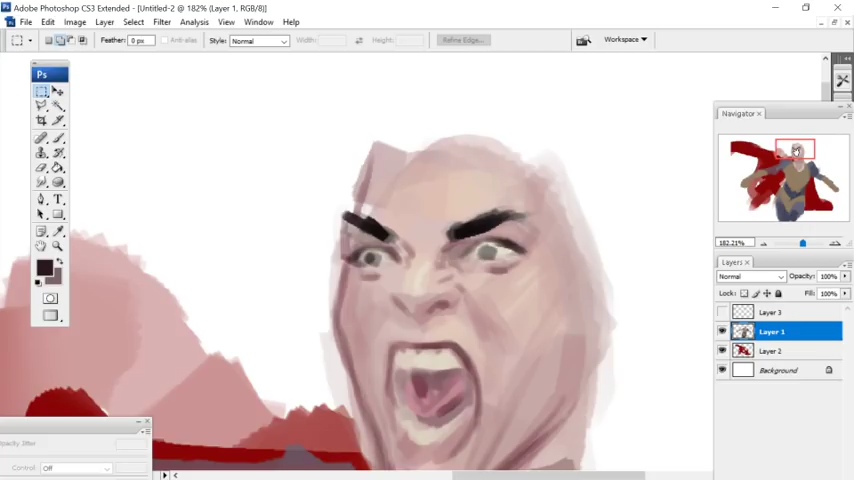 Adobe Photoshop CS3 Extended - [Untitled-2 @ 182% (Layer 1, RGB/8)]
File Edit Image Layer Select Filter Analysis View Window Help
Feather: 0 px Anti-alias Style: Normal Width: Height: Refine Edge... Workspace
Ps
Navigator
182.21%
Layers
Normal Opacity: 100%
Lock: Fill: 100%
Layer 3
Layer 1
Layer 2
Background
Opacity Jitter
Control: Off